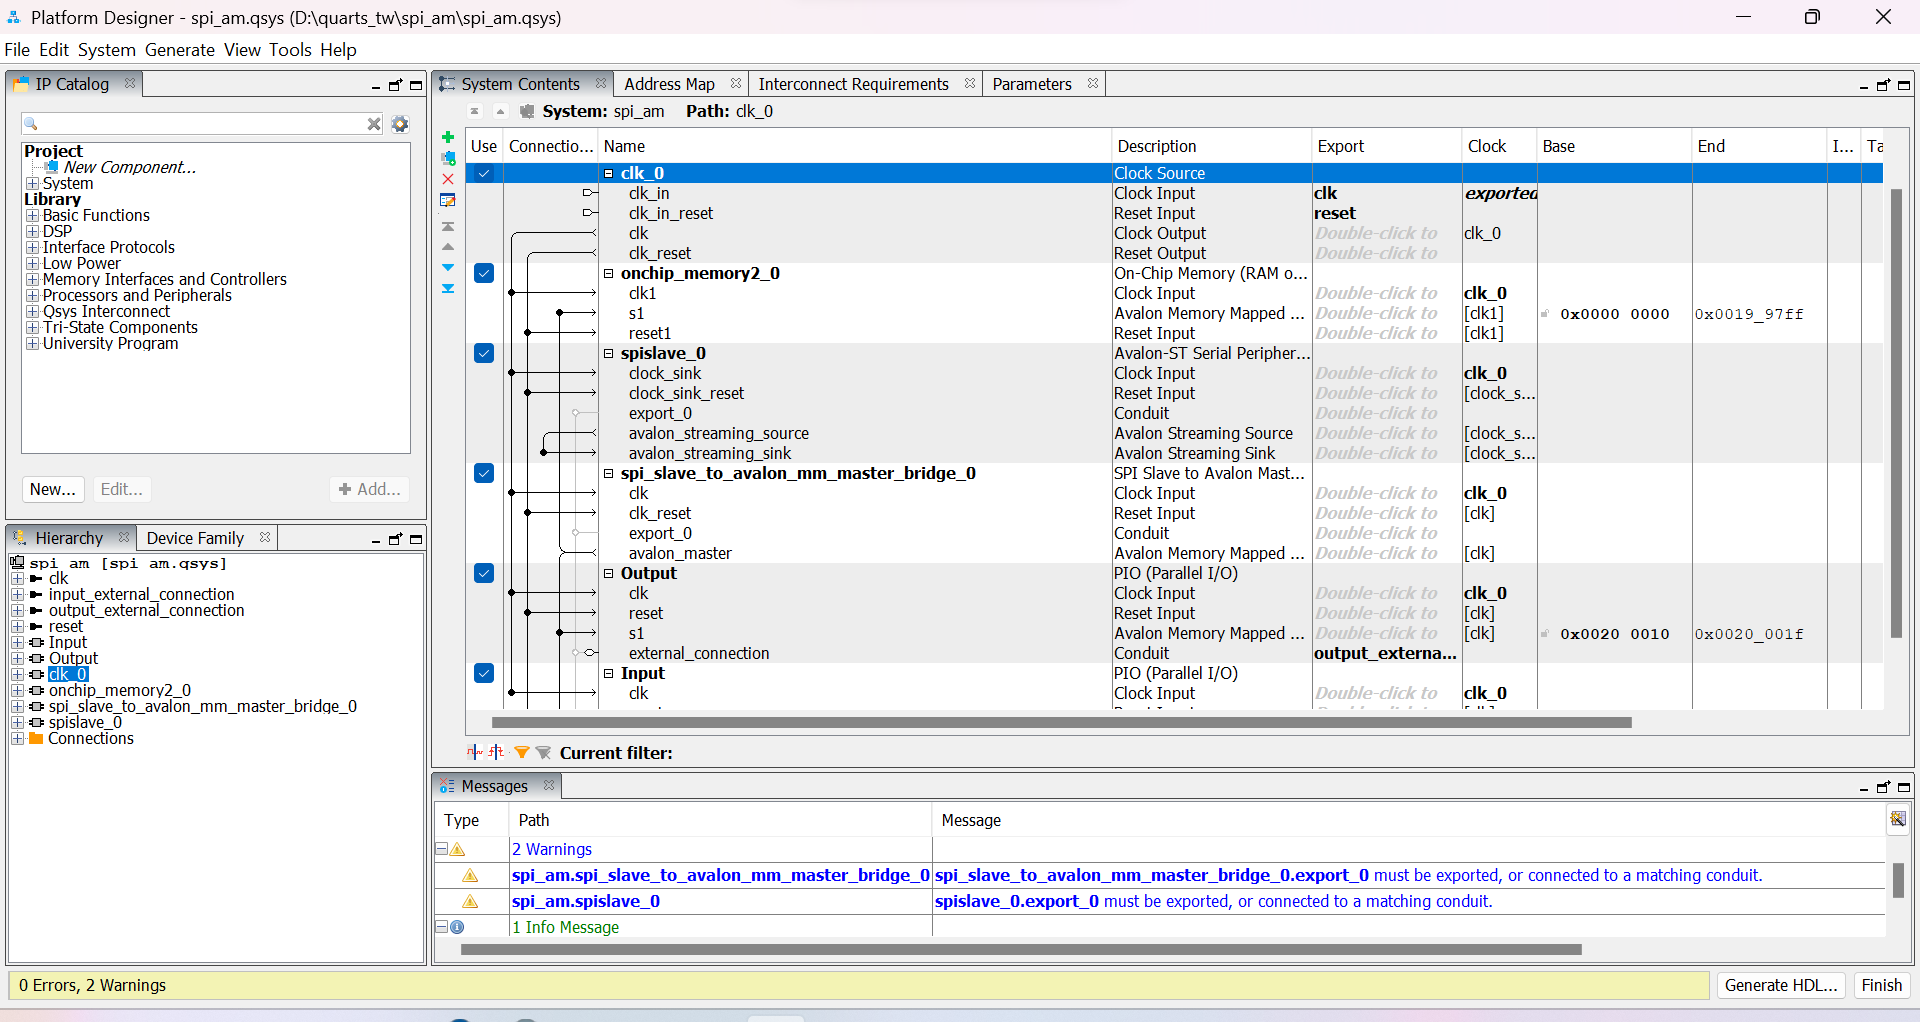 Platform Designer - spi_am.qsys (D:\quarts_tw\spi_am\spi_am.qsys)
File Edit System Generate View Tools Help
IP Catalog
Project
New Component...
System
Library
Basic Functions
DSP
Interface Protocols
Low Power
Memory Interfaces and Controllers
Processors and Peripherals
Qsys Interconnect
Tri-State Components
University Program
New... Edit... Add...
Hierarchy Device Family
spi_am [spi_am.qsys]
clk
input_external_connection
output_external_connection
reset
Input
Output
clk_0
onchip_memory2_0
spi_slave_to_avalon_mm_master_bridge_0
spislave_0
Connections
System Contents Address Map Interconnect Requirements Parameters
System: spi_am Path: clk_0
Use Connectio... Name Description Export Clock Base End I... Ta
clk_0 Clock Source
clk_in Clock Input clk exported
clk_in_reset Reset Input reset
clk Clock Output Double-click to clk_0
clk_reset Reset Output Double-click to
onchip_memory2_0 On-Chip Memory (RAM o...
clk1 Clock Input Double-click to clk_0
s1 Avalon Memory Mapped ... Double-click to [clk1] 0x0000_0000 0x0019_97ff
reset1 Reset Input Double-click to [clk1]
spislave_0 Avalon-ST Serial Peripher...
clock_sink Clock Input Double-click to clk_0
clock_sink_reset Reset Input Double-click to [clock_s...
export_0 Conduit Double-click to
avalon_streaming_source Avalon Streaming Source Double-click to [clock_s...
avalon_streaming_sink Avalon Streaming Sink Double-click to [clock_s...
spi_slave_to_avalon_mm_master_bridge_0 SPI Slave to Avalon Mast...
clk Clock Input Double-click to clk_0
clk_reset Reset Input Double-click to [clk]
export_0 Conduit Double-click to
avalon_master Avalon Memory Mapped ... Double-click to [clk]
Output PIO (Parallel I/O)
clk Clock Input Double-click to clk_0
reset Reset Input Double-click to [clk]
s1 Avalon Memory Mapped ... Double-click to [clk] 0x0020_0010 0x0020_001f
external_connection Conduit output_externa...
Input PIO (Parallel I/O)
clk Clock Input Double-click to clk_0
Current filter:
Messages
Type Path Message
2 Warnings
spi_am.spi_slave_to_avalon_mm_master_bridge_0 spi_slave_to_avalon_mm_master_bridge_0.export_0 must be exported, or connected to a matching conduit.
spi_am.spislave_0 spislave_0.export_0 must be exported, or connected to a matching conduit.
1 Info Message
0 Errors, 2 Warnings
Generate HDL... Finish